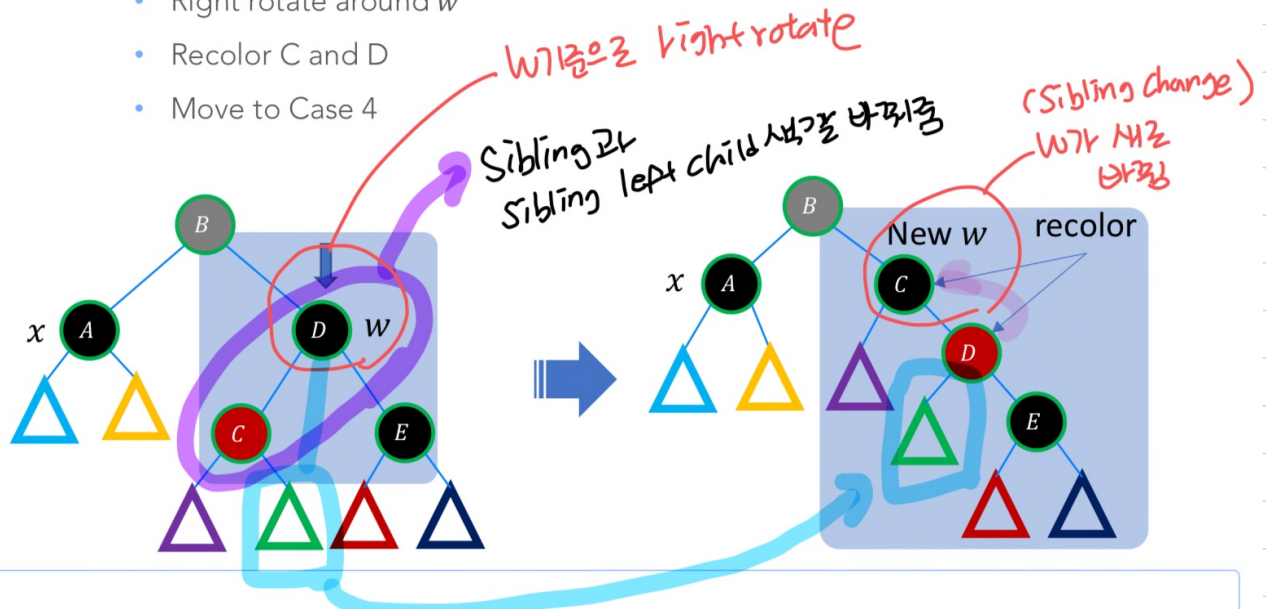 • Right rotate around w
• Recolor C and D
• Move to Case 4
W기준으로 right rotate
Sibling과
Sibling left child 색깔 바꿔줌
(Sibling change)
W가 새로
바뀜
B
D
w
x
A
C
E
B
New w
recolor
x
A
C
D
E